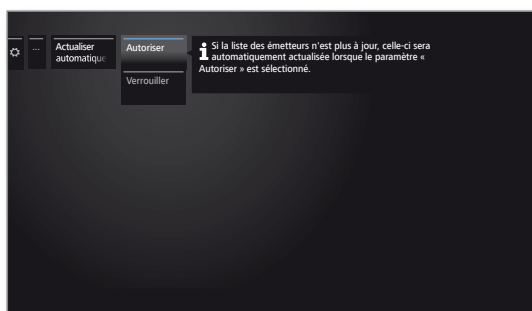 ...
Actualiser
automatique
Autoriser
Verrouiller
i Si la liste des émetteurs n'est plus à jour, celle-ci sera
automatiquement actualisée lorsque le paramètre «
Autoriser » est sélectionné.